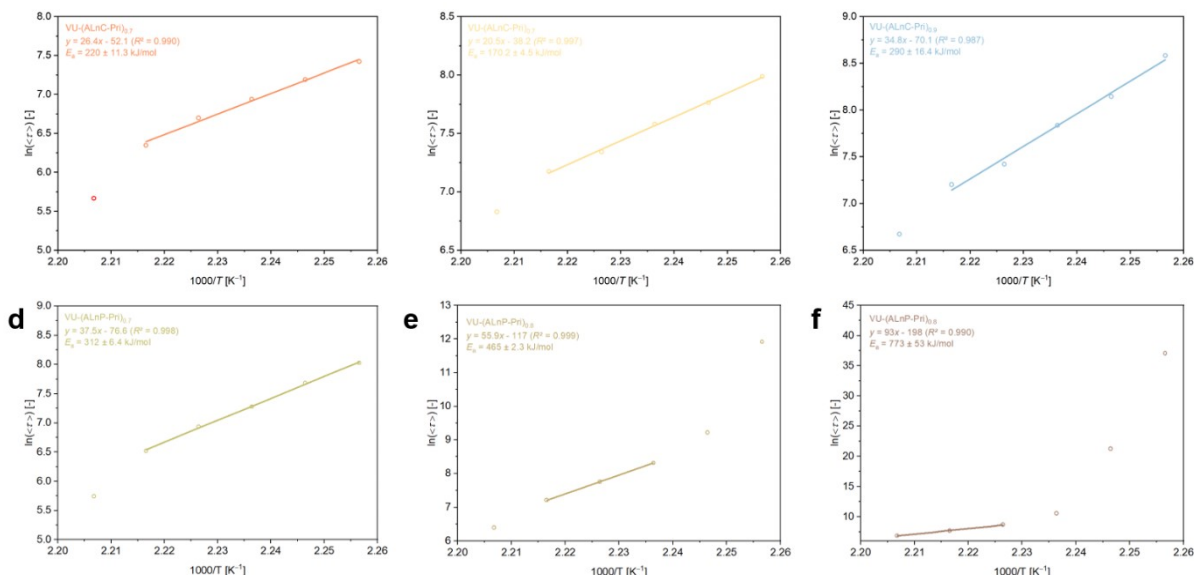 VU-(ALnC-Pri)0.7
y = 26.4x - 52.1 (R² = 0.990)
Ea = 220 ± 11.3 kJ/mol
ln(<τ>) [-]
8.0
7.5
7.0
6.5
6.0
5.5
5.0
2.20 2.21 2.22 2.23 2.24 2.25 2.26
1000/T [K⁻¹]
y = 20.5x - 38.2 (R² = 0.997)
Ea = 170.2 ± 4.5 kJ/mol
ln(<τ>) [-]
8.5
8.0
7.5
7.0
6.5
6.0
2.20 2.21 2.22 2.23 2.24 2.25 2.26
1000/T [K⁻¹]
VU-(ALnC-Pri)0.9
y = 34.8x - 70.1 (R² = 0.987)
Ea = 290 ± 16.4 kJ/mol
ln(<τ>) [-]
9.0
8.5
8.0
7.5
7.0
6.5
2.20 2.21 2.22 2.23 2.24 2.25 2.26
1000/T [K⁻¹]
d
VU-(ALnP-Pri)0.7
y = 37.5x - 76.6 (R² = 0.998)
Ea = 312 ± 6.4 kJ/mol
ln(<τ>) [-]
9.0
8.5
8.0
7.5
7.0
6.5
6.0
5.5
5.0
2.20 2.21 2.22 2.23 2.24 2.25 2.26
1000/T [K⁻¹]
e
VU-(ALnP-Pri)0.8
y = 55.9x - 117 (R² = 0.999)
Ea = 465 ± 2.3 kJ/mol
ln(<τ>) [-]
13
12
11
10
9
8
7
6
2.20 2.21 2.22 2.23 2.24 2.25 2.26
1000/T [K⁻¹]
f
y = 93x - 198 (R² = 0.990)
Ea = 773 ± 53 kJ/mol
ln(<τ>) [-]
45
40
35
30
25
20
15
10
2.20 2.21 2.22 2.23 2.24 2.25 2.26
1000/T [K⁻¹]